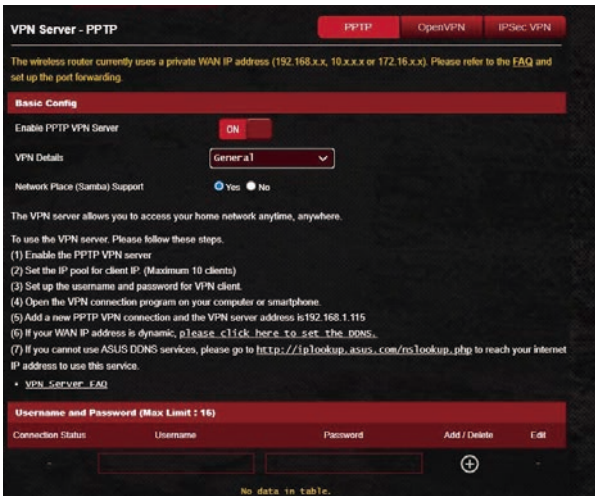 VPN Server - PPTP
PPTP
OpenVPN
IPSec VPN
The wireless router currently uses a private WAN IP address (192.168.x.x, 10.x.x.x or 172.16.x.x). Please refer to the FAQ and
set up the port forwarding.
Basic Config
Enable PPTP VPN Server
ON
VPN Details
General
Network Place (Samba) Support
Yes
No
The VPN server allows you to access your home network anytime, anywhere.
To use the VPN server. Please follow these steps.
(1) Enable the PPTP VPN server
(2) Set the IP pool for client IP. (Maximum 10 clients)
(3) Set up the username and password for VPN client.
(4) Open the VPN connection program on your computer or smartphone.
(5) Add a new PPTP VPN connection and the VPN server address is192.168.1.115
(6) If your WAN IP address is dynamic, please click here to set the DDNS.
(7) If you cannot use ASUS DDNS services, please go to http://iplookup.asus.com/nslookup.php to reach your internet
IP address to use this service.
• VPN Server FAQ
Username and Password (Max Limit : 16)
Connection Status
Username
Password
Add / Delete
Edit
-
-
No data in table.